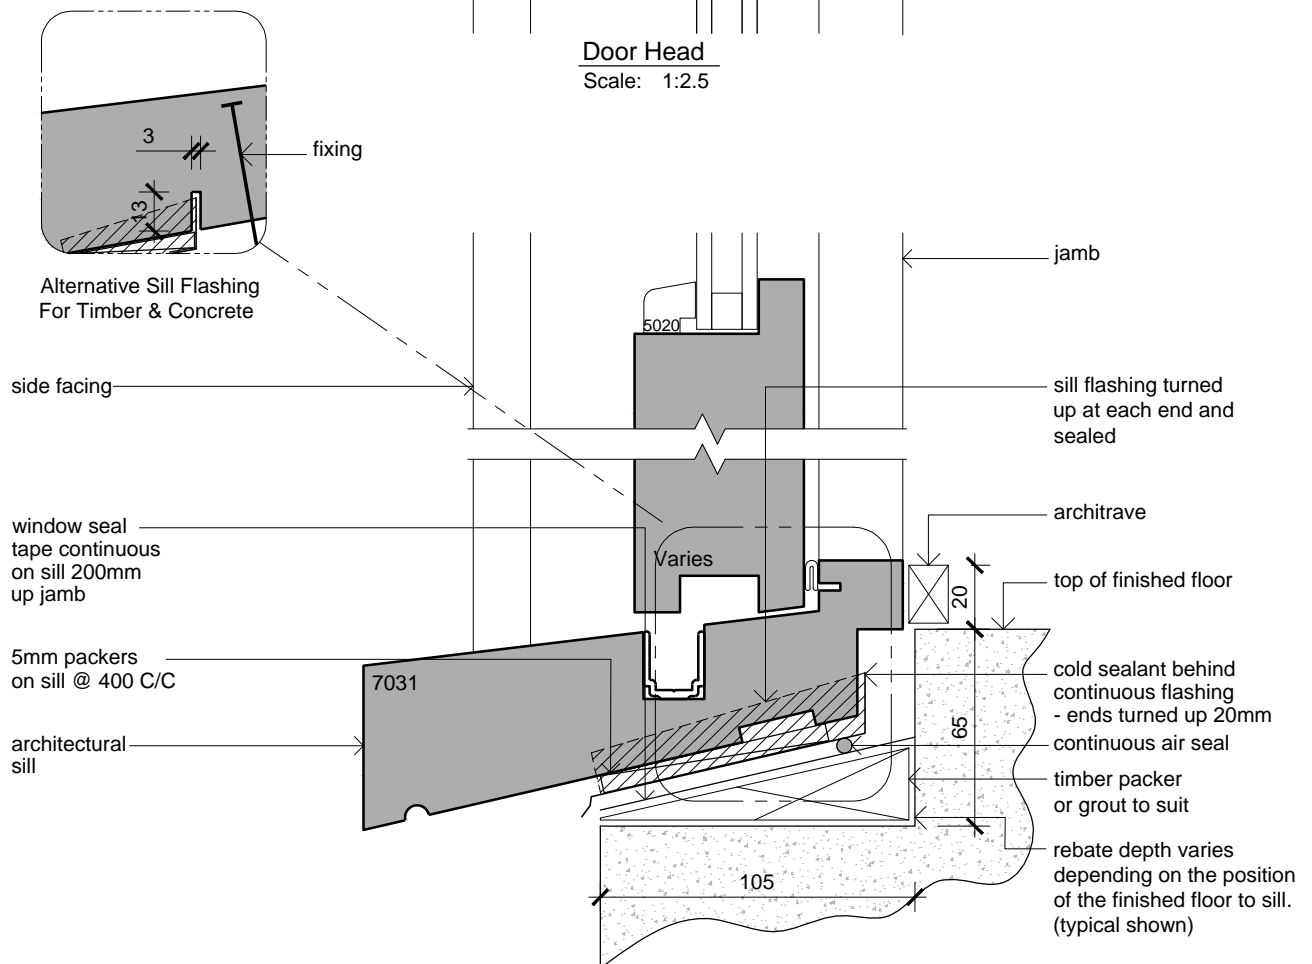 Door Head
Scale: 1:2.5
3
fixing
13
Alternative Sill Flashing
For Timber & Concrete
jamb
5020
side facing
sill flashing turned
up at each end and
sealed
window seal
tape continuous
on sill 200mm
up jamb
architrave
Varies
top of finished floor
20
5mm packers
on sill @ 400 C/C
7031
cold sealant behind
continuous flashing
- ends turned up 20mm
65
architectural
sill
continuous air seal
timber packer
or grout to suit
rebate depth varies
depending on the position
of the finished floor to sill.
(typical shown)
105